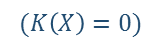 (K(X) = 0)